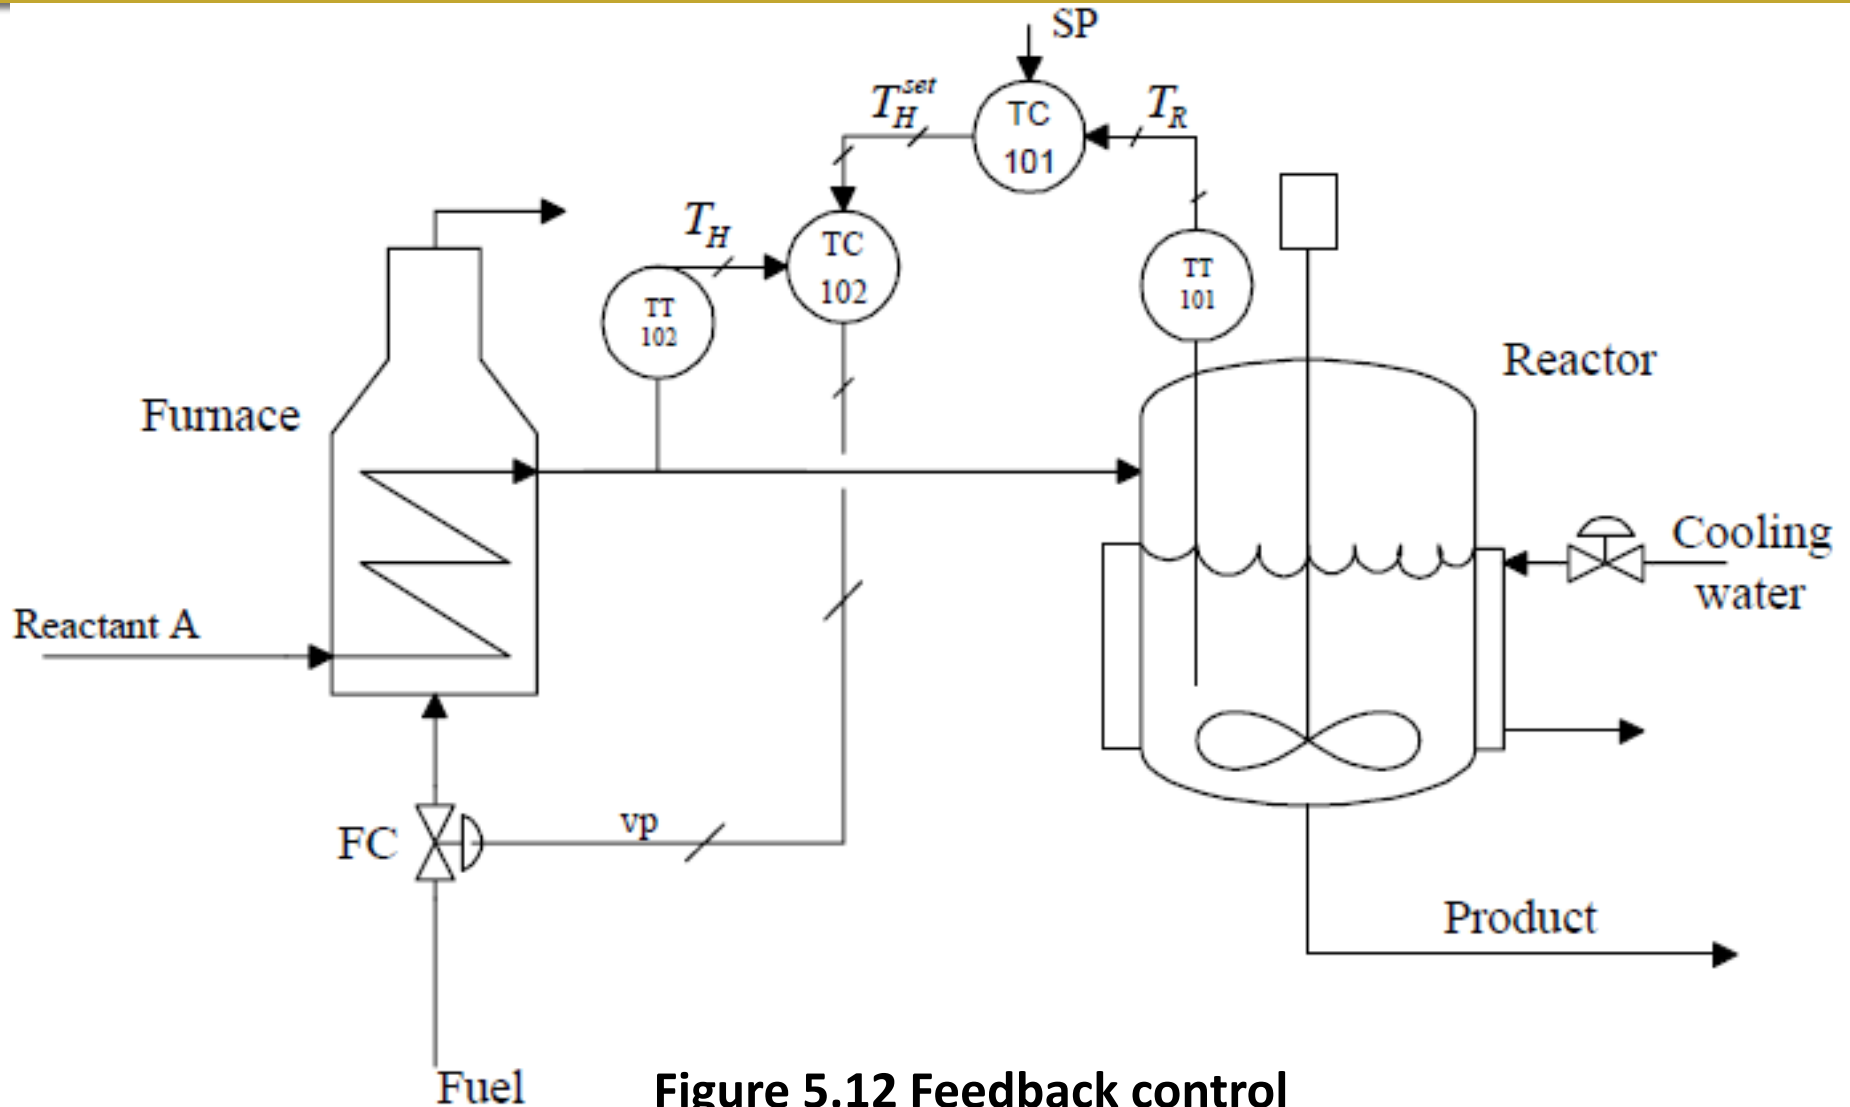 SP
T_H^set
TC
101
T_R
T_H
TC
102
TT
102
TT
101
Reactor
Furnace
Cooling
water
Reactant A
FC
vp
Product
Fuel
Figure 5.12 Feedback control